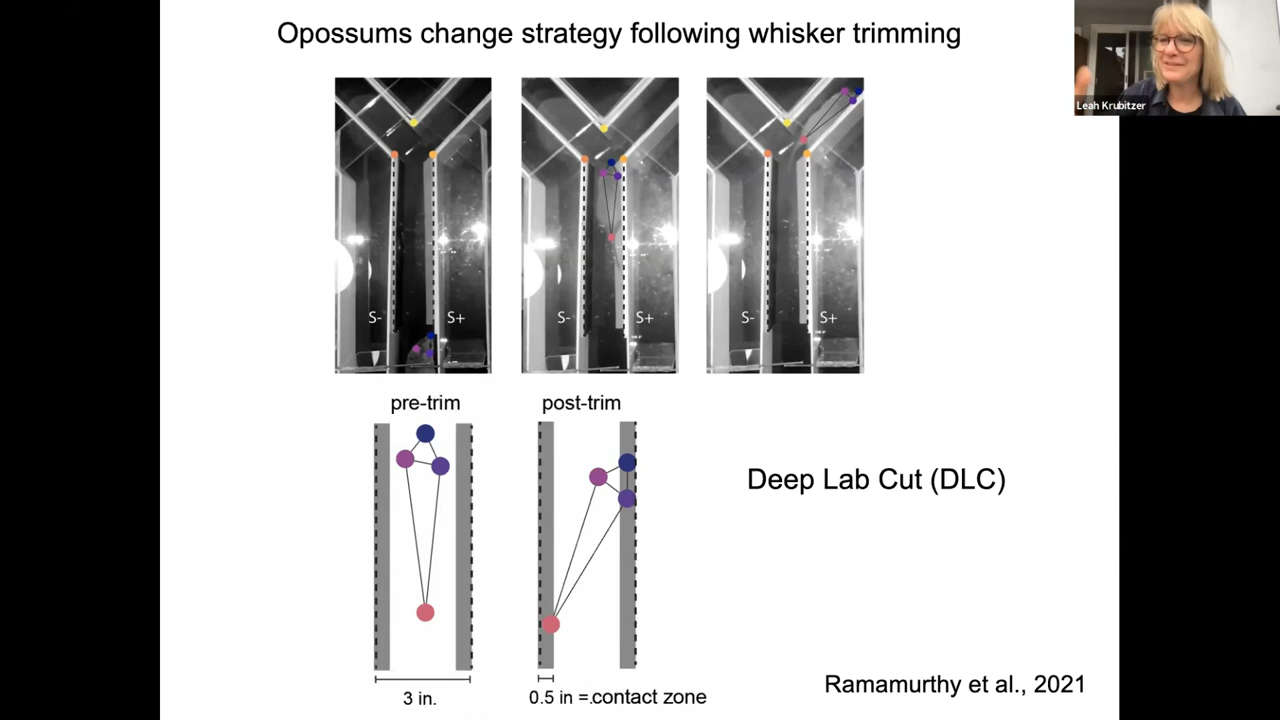 Opossums change strategy following whisker trimming
Leah Krubitzer
S- S+
S- S+
S- S+
pre-trim
post-trim
Deep Lab Cut (DLC)
3 in.
0.5 in =.contact zone
Ramamurthy et al., 2021